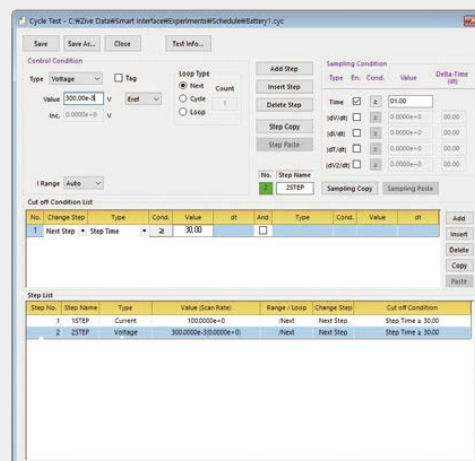 Cycle Test - C:₩Zive Data₩Smart Interface₩Experiments₩Schedule₩Battery1.cyc
Save Save As... Close Test Info...
Control Condition
Type Voltage Tag
Value 300.00e-3 V Eref
Inc. 0.0000e+0 V
I Range Auto
Loop Type
Next Count
Cycle 1
Loop
Add Step
Insert Step
Delete Step
Step Copy
Step Paste
No. Step Name
2 2STEP
Sampling Condition
Type En. Cond. Value Delta-Time (dt)
Time ≥ 01.00
|dV/dt| ≥ 0.0000e+0 00.00
|dI/dt| ≥ 0.0000e+0 00.00
|dT/dt| ≥ 0.0000e+0 00.00
|dV2/dt| ≥ 0.0000e+0 00.00
Sampling Copy Sampling Paste
Cut off Condition List
No. Change Step Type Cond. Value dt And Type Cond. Value dt
1 Next Step Step Time ≥ 30.00
Add
Insert
Delete
Copy
Paste
Step List
Step No. Step Name Type Value (Scan Rate) Range / Loop Change Step Cut off Condition
1 1STEP Current 100.0000e+0 /Next Next Step Step Time ≥ 30.00
2 2STEP Voltage 300.0000e-3(0.0000e+0) /Next Next Step Step Time ≥ 30.00